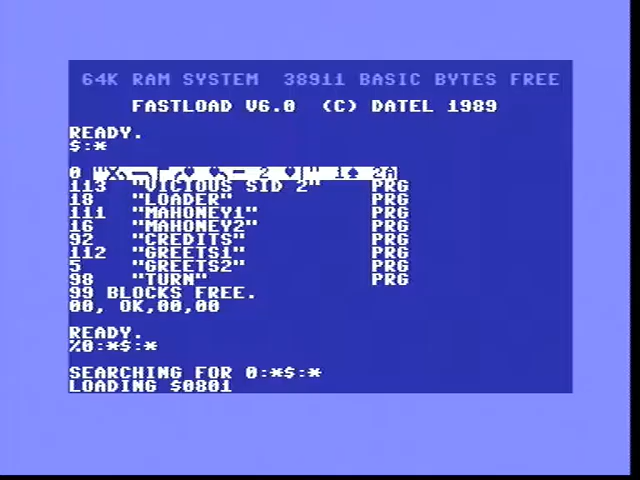 64K RAM SYSTEM  38911 BASIC BYTES FREE
FASTLOAD V6.0  (C) DATEL 1989
READY.
$:*
0 2A
113 "VICIOUS SID 2" PRG
18 "LOADER" PRG
111 "MAHONEY1" PRG
16 "MAHONEY2" PRG
92 "CREDITS" PRG
112 "GREETS1" PRG
5 "GREETS2" PRG
98 "TURN" PRG
99 BLOCKS FREE.
00, OK,00,00
READY.
%0:*$:*
SEARCHING FOR 0:*$:*
LOADING $0801